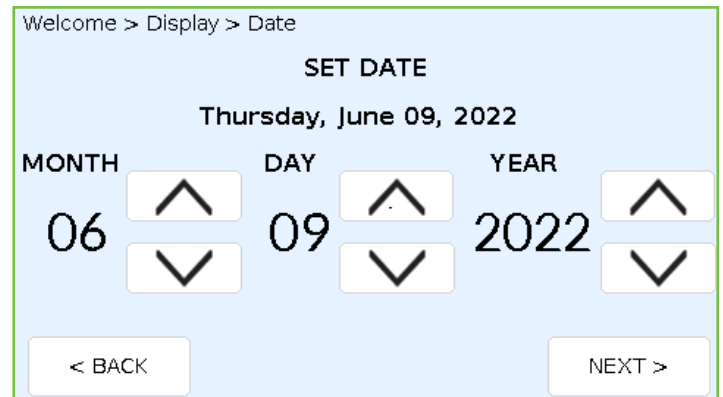 Welcome > Display > Date
SET DATE
Thursday, June 09, 2022
MONTH DAY YEAR
06 09 2022
< BACK NEXT >